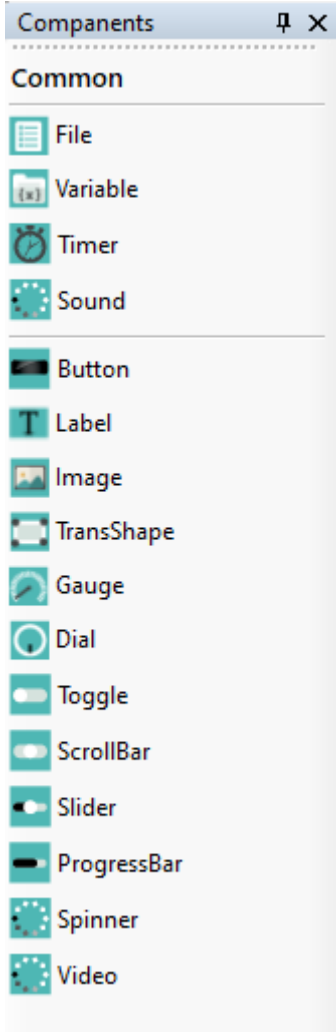 Companents
Common
File
Variable
Timer
Sound
Button
Label
Image
TransShape
Gauge
Dial
Toggle
ScrollBar
Slider
ProgressBar
Spinner
Video